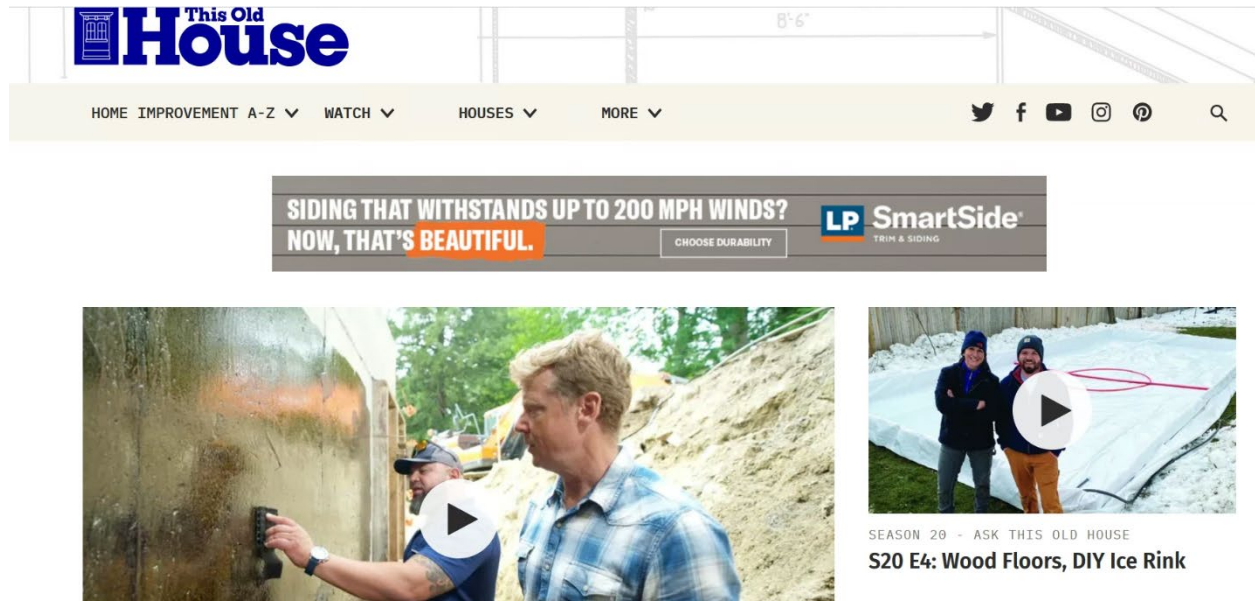 This Old
House
8'-6"
HOME IMPROVEMENT A-Z
WATCH
HOUSES
MORE
SIDING THAT WITHSTANDS UP TO 200 MPH WINDS?
NOW, THAT'S BEAUTIFUL.
CHOOSE DURABILITY
LP
SmartSide®
TRIM & SIDING
SEASON 20 - ASK THIS OLD HOUSE
S20 E4: Wood Floors, DIY Ice Rink